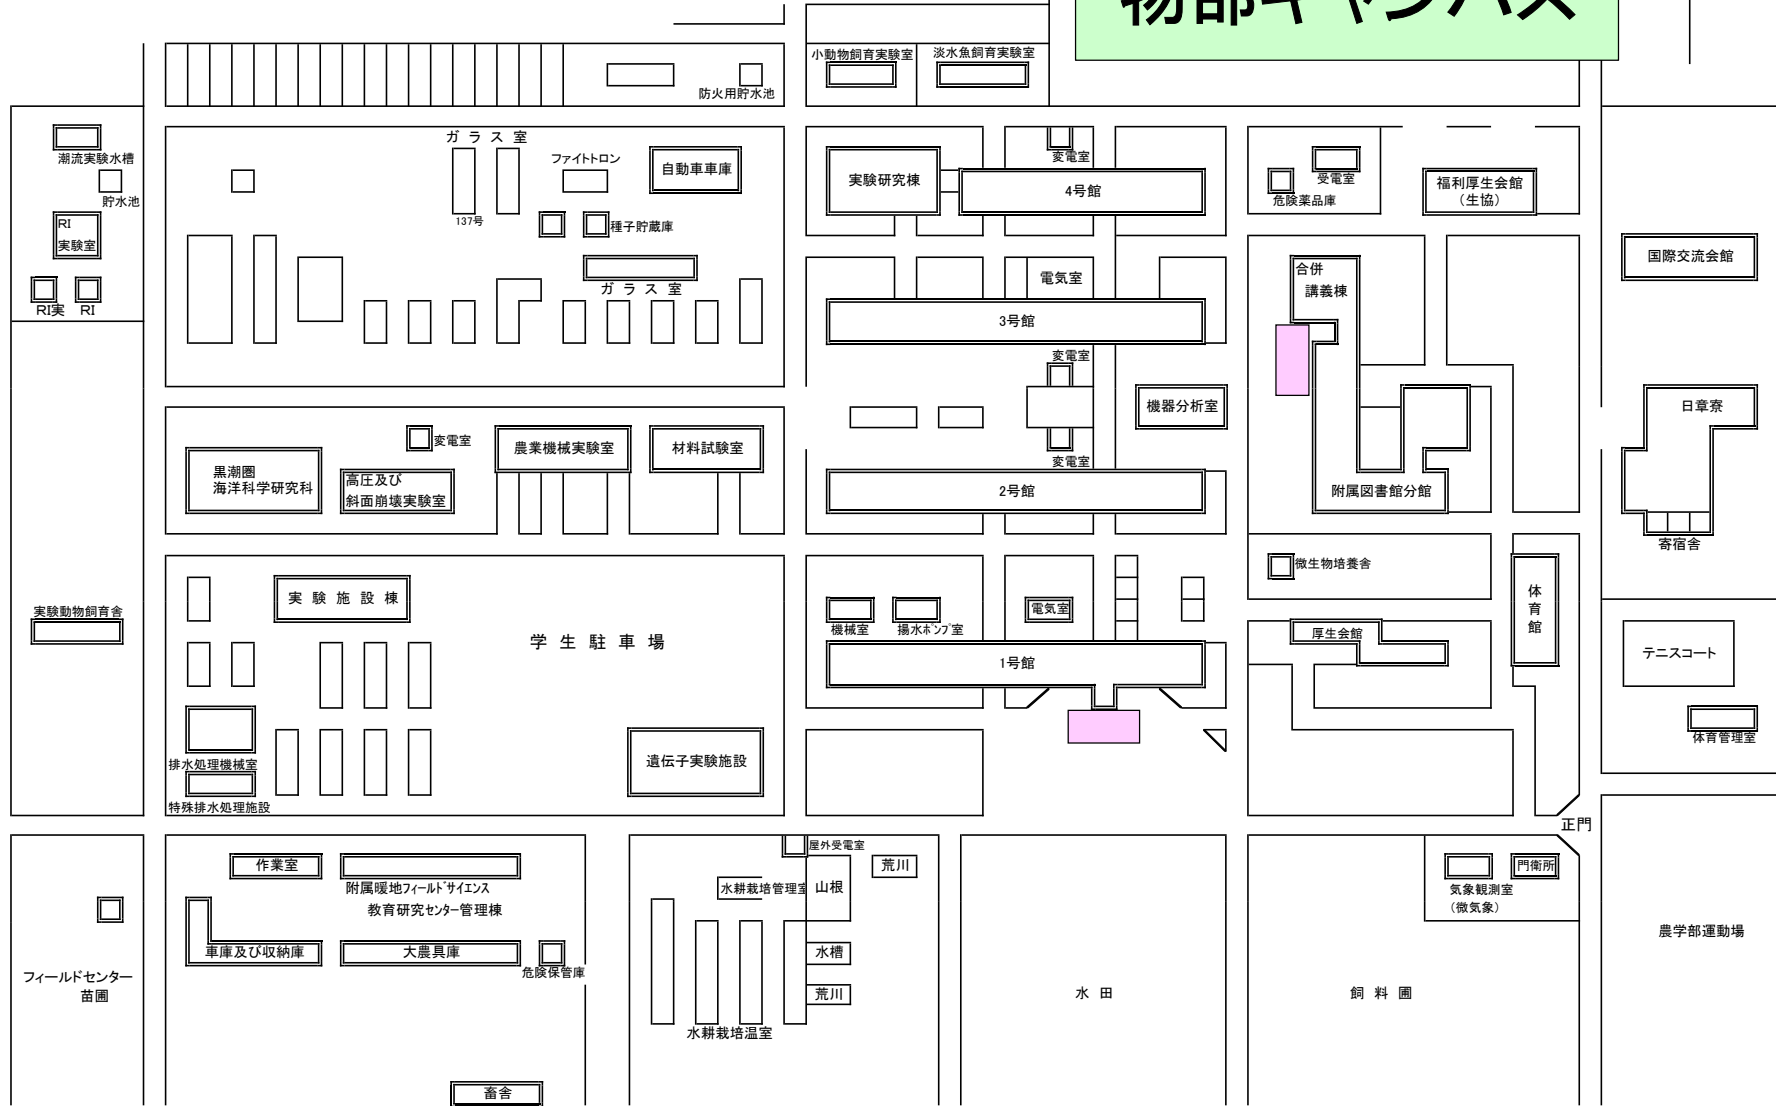 物部キャンパス
小動物飼育実験室
淡水魚飼育実験室
防火用貯水池
潮流実験水槽
貯水池
RI
実験室
RI実
RI
ガラス室
ファイトトロン
自動車車庫
137号
種子貯蔵庫
ガラス室
変電室
実験研究棟
4号館
電気室
3号館
変電室
機器分析室
変電室
2号館
受電室
危険薬品庫
福利厚生会館
(生協)
合併
講義棟
附属図書館分館
国際交流会館
日章寮
寄宿舎
変電室
農業機械実験室
材料試験室
黒潮圏
海洋科学研究科
高圧及び
斜面崩壊実験室
実験動物飼育舎
実験施設棟
学生駐車場
排水処理機械室
特殊排水処理施設
遺伝子実験施設
機械室
揚水ポンプ室
電気室
1号館
微生物培養舎
体育館
厚生会館
テニスコート
体育管理室
正門
作業室
附属暖地フィールドサイエンス
教育研究センター管理棟
車庫及び収納庫
大農具庫
危険保管庫
フィールドセンター
苗圃
畜舎
屋外受電室
荒川
水耕栽培管理室
山根
水槽
荒川
水耕栽培温室
水田
飼料圃
気象観測室
(微気象)
門衛所
農学部運動場